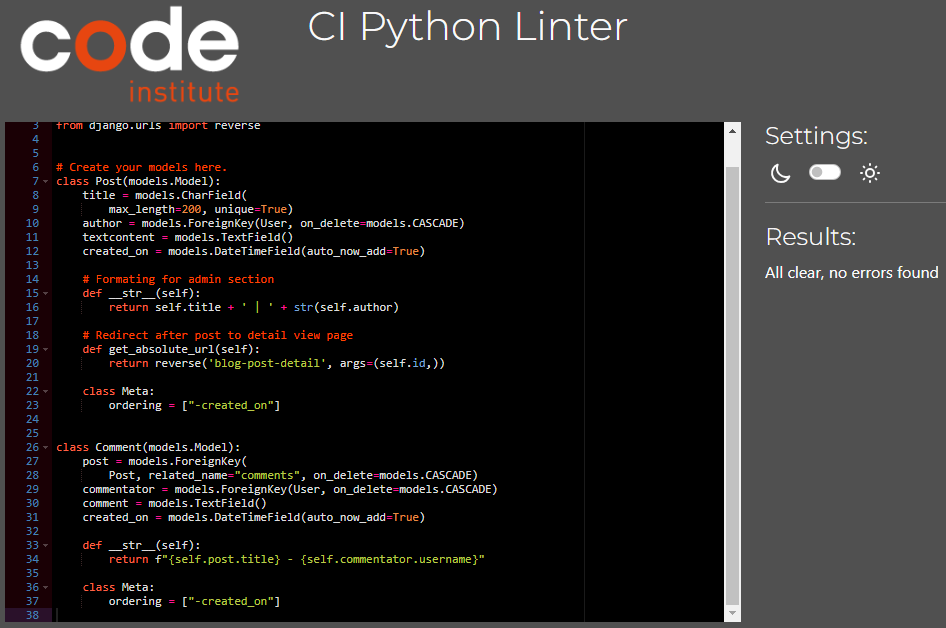 code
institute
CI Python Linter
3 from django.urls import reverse
4
5
6 # Create your models here.
7 class Post(models.Model):
8     title = models.CharField(
9         max_length=200, unique=True)
10     author = models.ForeignKey(User, on_delete=models.CASCADE)
11     textcontent = models.TextField()
12     created_on = models.DateTimeField(auto_now_add=True)
13
14     # Formating for admin section
15     def __str__(self):
16         return self.title + ' | ' + str(self.author)
17
18     # Redirect after post to detail view page
19     def get_absolute_url(self):
20         return reverse('blog-post-detail', args=(self.id,))
21
22     class Meta:
23         ordering = ["-created_on"]
24
25
26 class Comment(models.Model):
27     post = models.ForeignKey(
28         Post, related_name="comments", on_delete=models.CASCADE)
29     commentator = models.ForeignKey(User, on_delete=models.CASCADE)
30     comment = models.TextField()
31     created_on = models.DateTimeField(auto_now_add=True)
32
33     def __str__(self):
34         return f"{self.post.title} - {self.commentator.username}"
35
36     class Meta:
37         ordering = ["-created_on"]
38
Settings:
Results:
All clear, no errors found